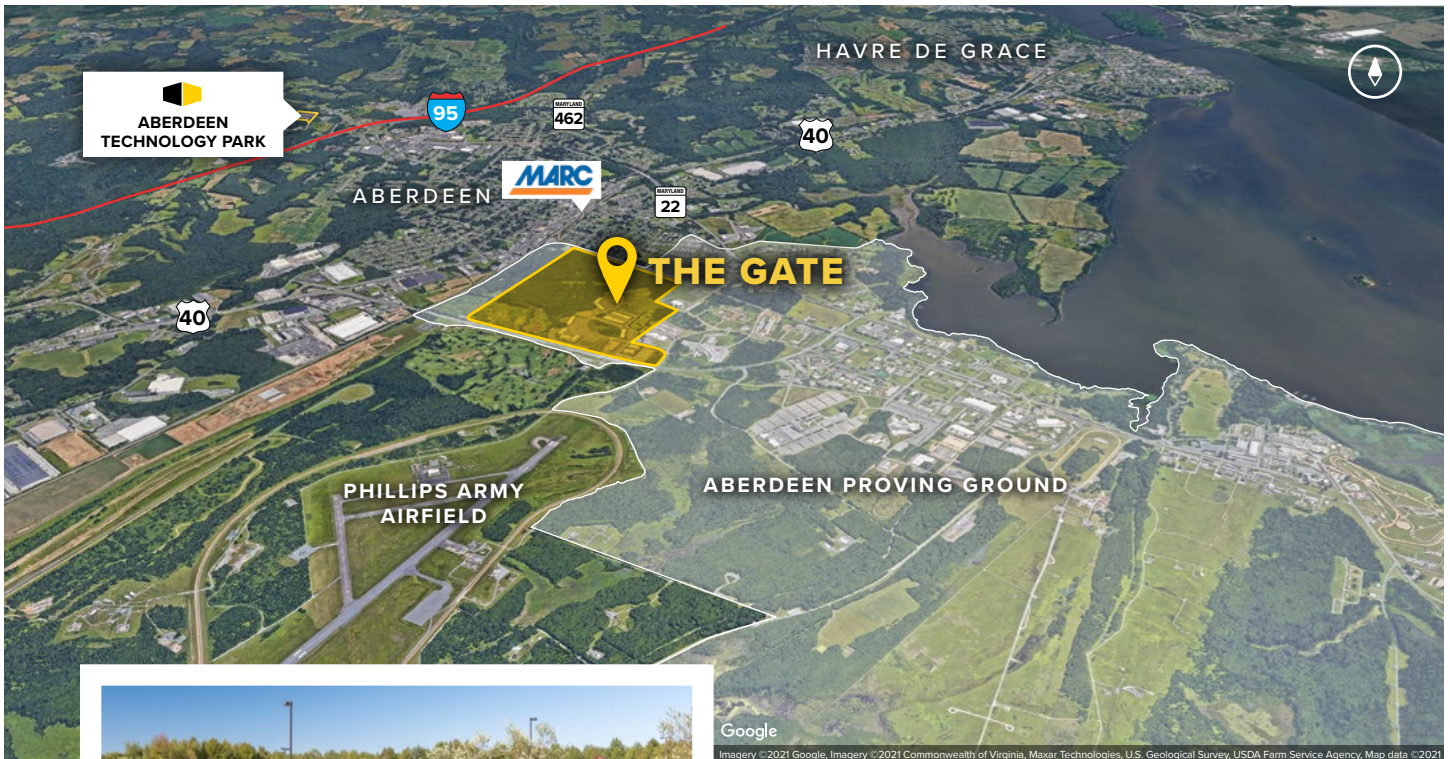 HAVRE DE GRACE
ABERDEEN
TECHNOLOGY PARK
95
MARYLAND
462
40
ABERDEEN
MARC
MARYLAND
22
THE GATE
40
PHILLIPS ARMY
AIRFIELD
ABERDEEN PROVING GROUND
Google
Imagery ©2021 Google, Imagery ©2021 Commonwealth of Virginia, Maxar Technologies, U.S. Geological Survey, USDA Farm Service Agency, Map data ©2021